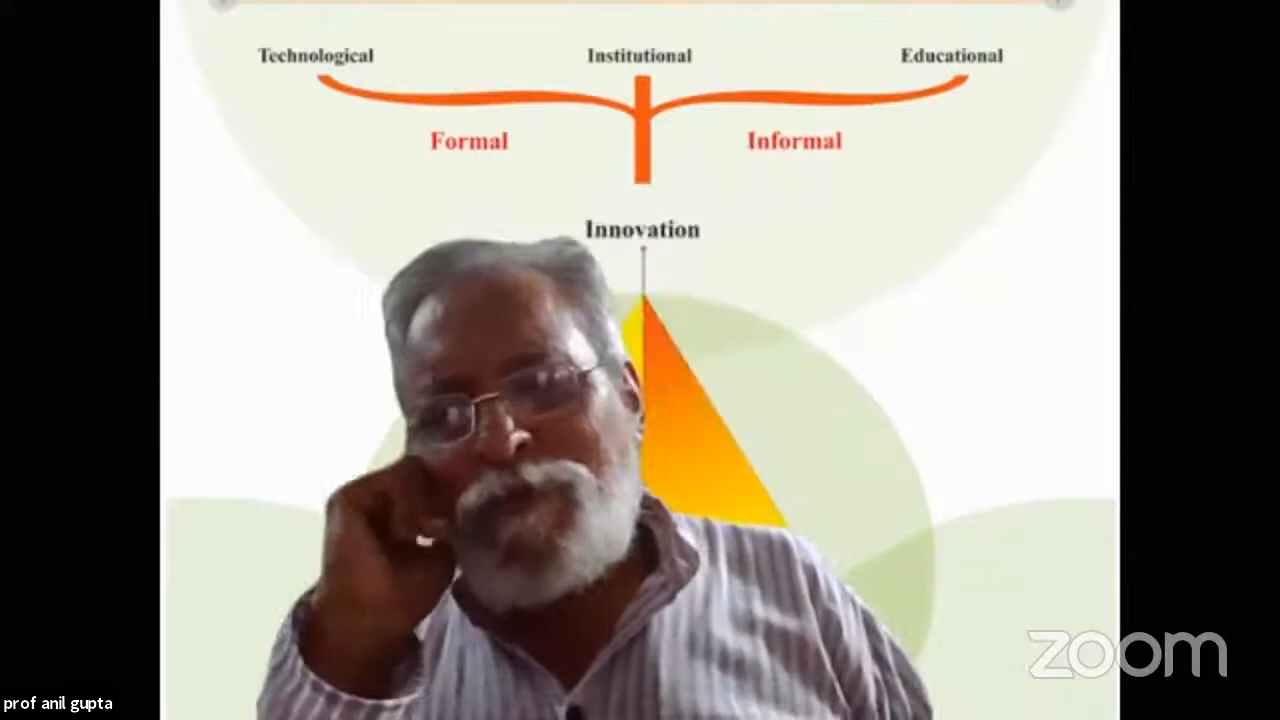 Technological Institutional Educational
Formal Informal
Innovation
zoom
prof anil gupta